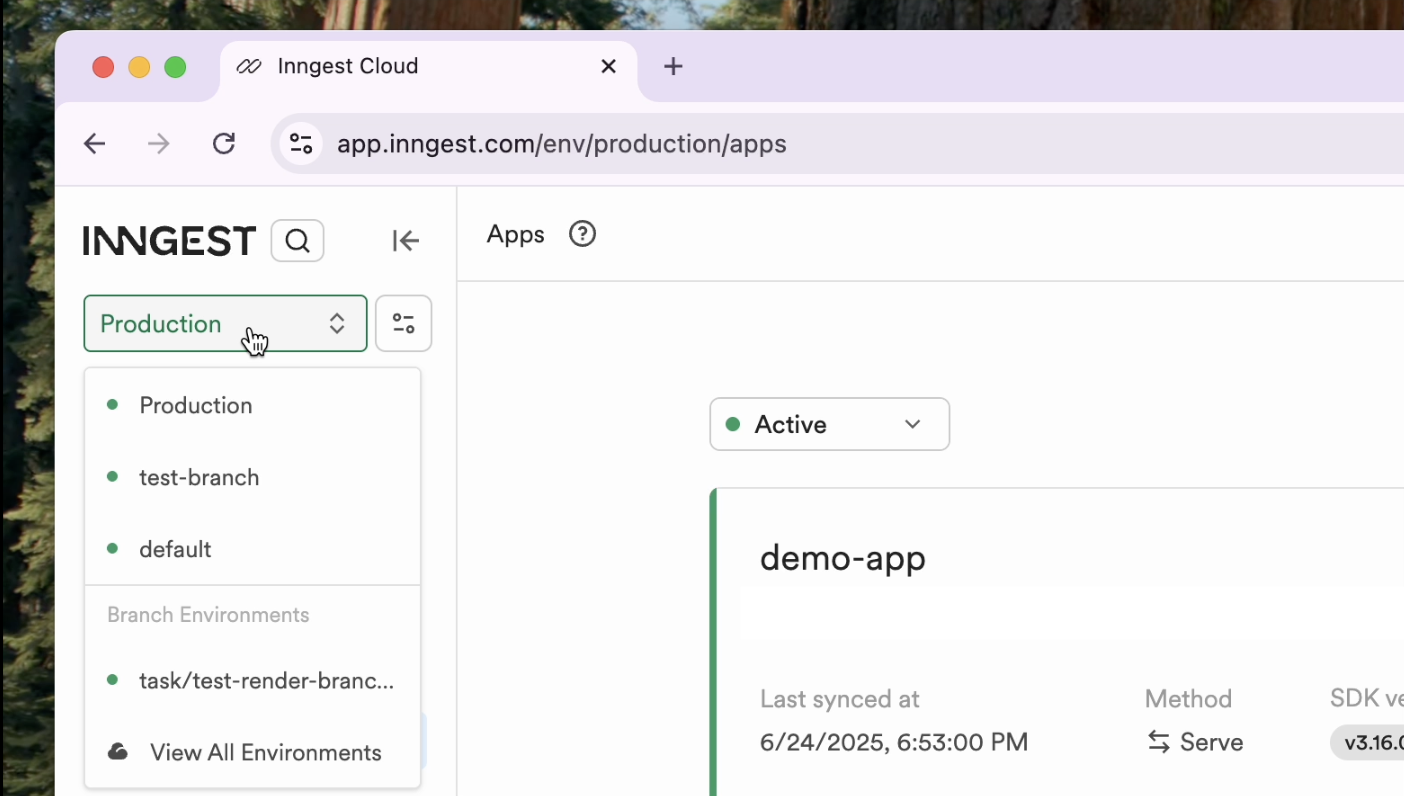 Inngest Cloud
app.inngest.com/env/production/apps
INNGEST
Apps
Production
Production
test-branch
default
Branch Environments
task/test-render-branc...
View All Environments
Active
demo-app
Last synced at
6/24/2025, 6:53:00 PM
Method
Serve
SDK ve
v3.16.0